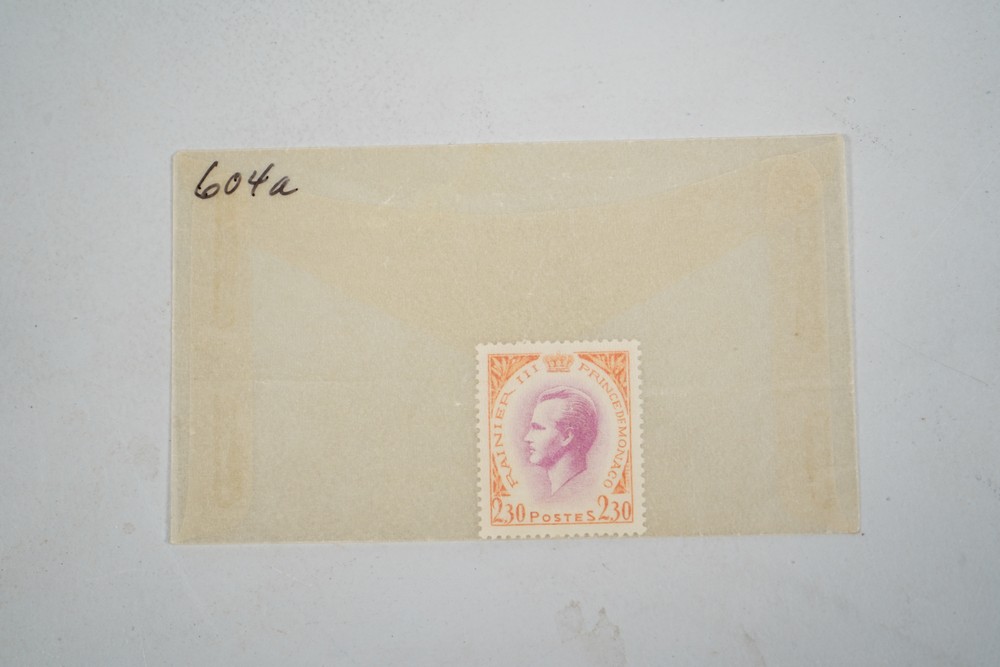 604a
RAINIER III PRINCE DE MONACO
2,30 POSTES 2,30